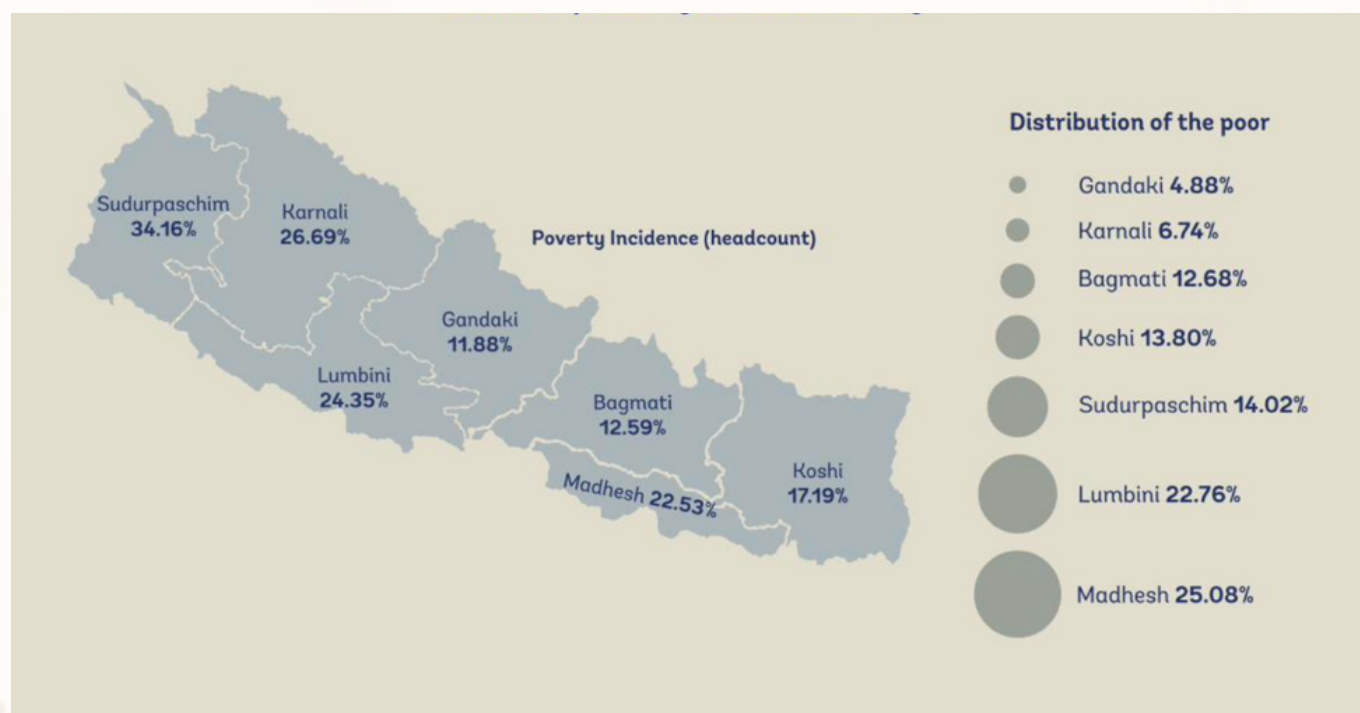 Sudurpaschim
34.16%
Karnali
26.69%
Poverty Incidence (headcount)
Gandaki
11.88%
Lumbini
24.35%
Bagmati
12.59%
Madhesh 22.53%
Koshi
17.19%
Distribution of the poor
Gandaki 4.88%
Karnali 6.74%
Bagmati 12.68%
Koshi 13.80%
Sudurpaschim 14.02%
Lumbini 22.76%
Madhesh 25.08%